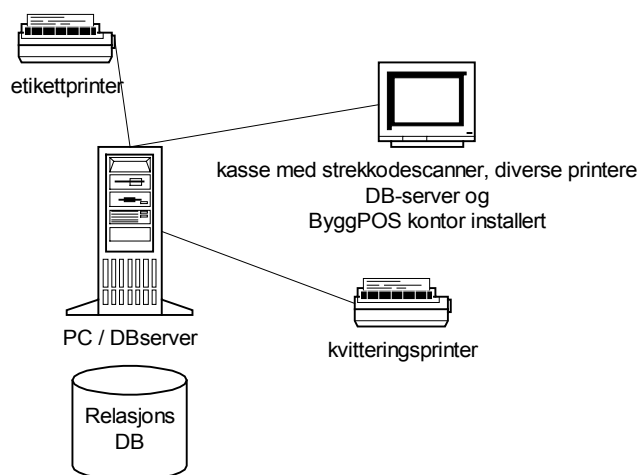 etikettprinter
kasse med strekkodescanner, diverse printere
DB-server og
ByggPOS kontor installert
PC / DBserver
kvitteringsprinter
Relasjons
DB